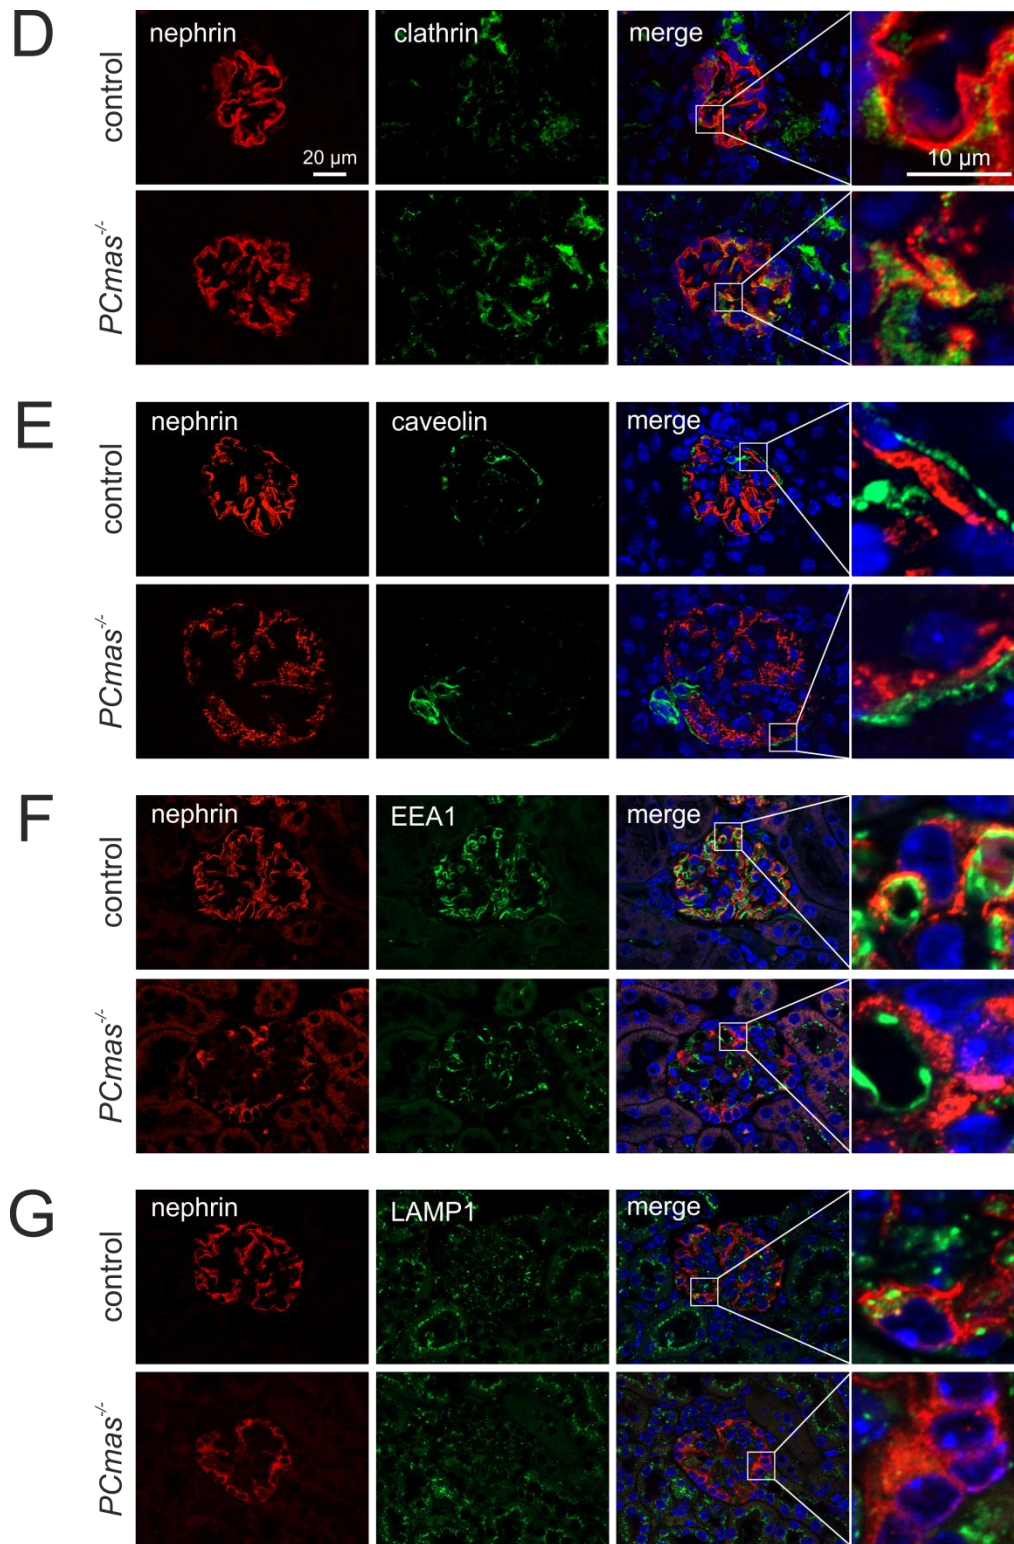 D
control
nephrin
clathrin
merge
20 µm
10 µm
PCmas-/-
E
control
nephrin
caveolin
merge
PCmas-/-
F
control
nephrin
EEA1
merge
PCmas-/-
G
control
nephrin
LAMP1
merge
PCmas-/-